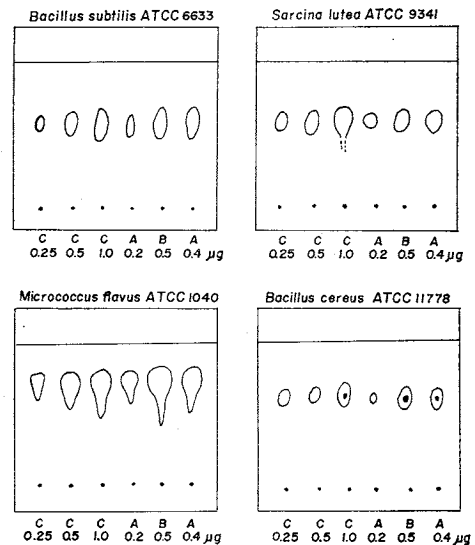 Bacillus subtilis ATCC 6633
Sarcina lutea ATCC 9341
C C C A B A
0.25 0.5 1.0 0.2 0.5 0.4 µg
C C C A B A
0.25 0.5 1.0 0.2 0.5 0.4 µg
Micrococcus flavus ATCC 1040
Bacillus cereus ATCC 11778
C C C A B A
0.25 0.5 1.0 0.2 0.5 0.4 µg
C C C A B A
0.25 0.5 1.0 0.2 0.5 0.4 µg